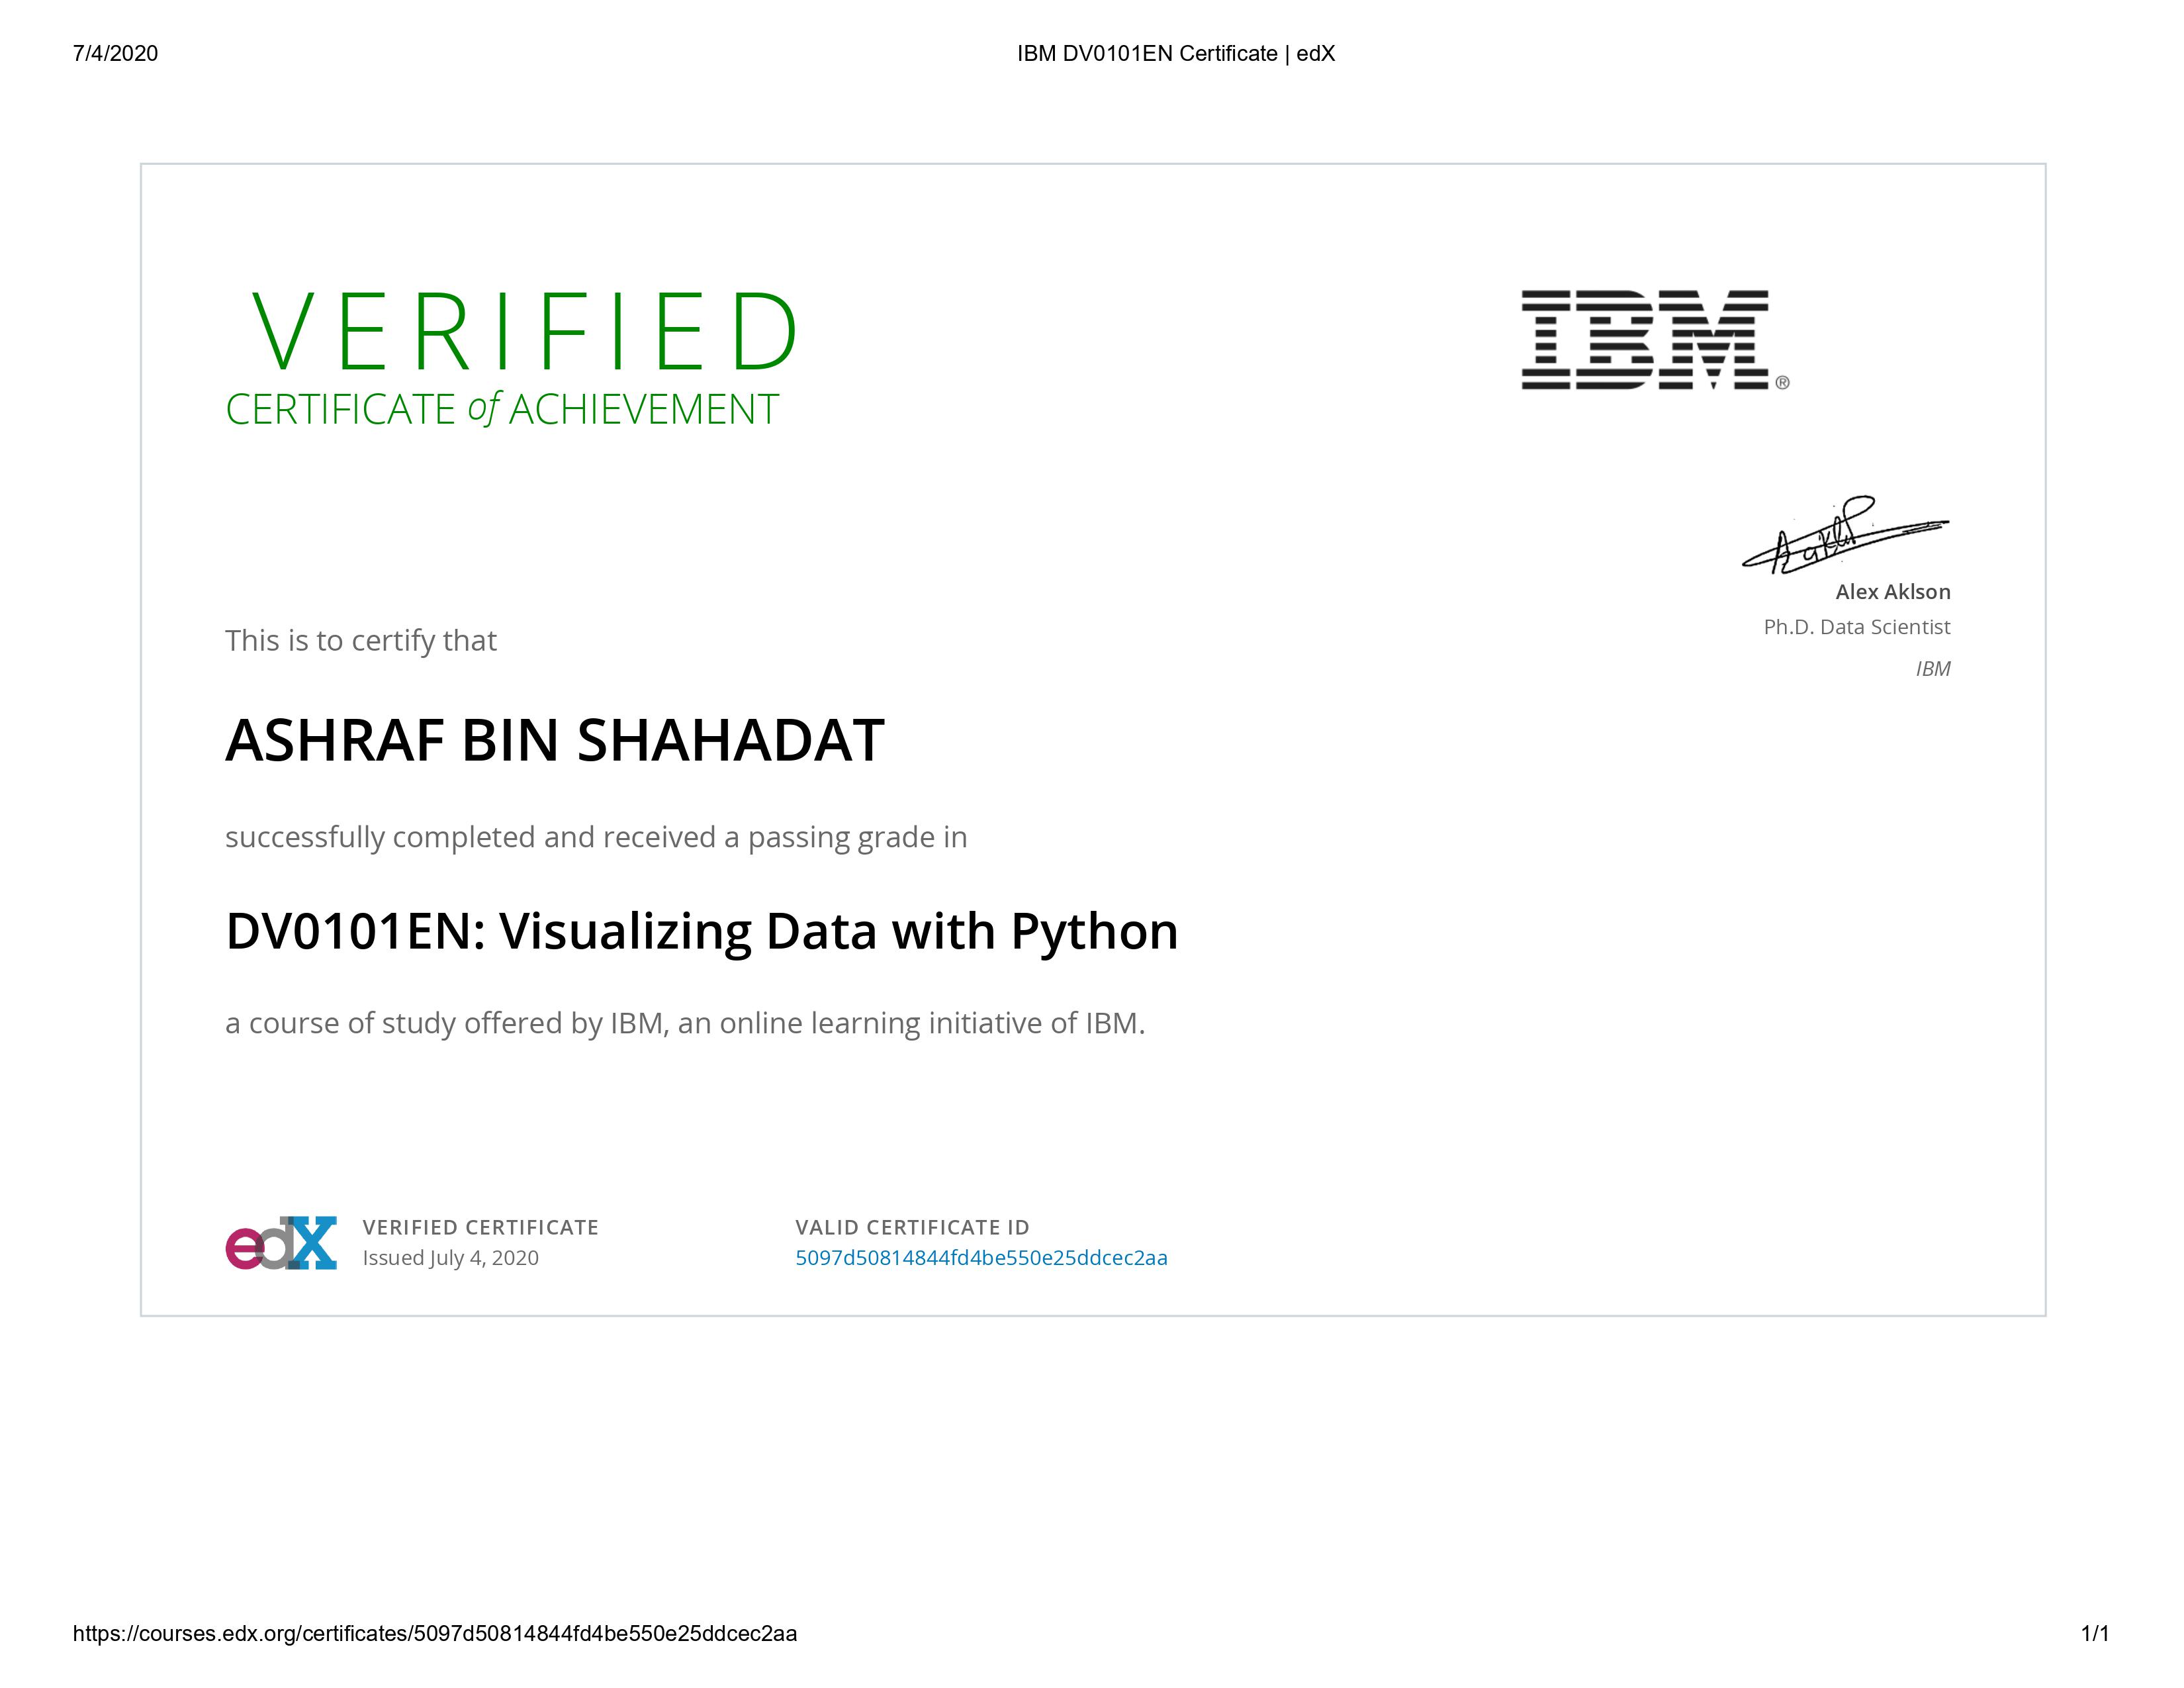 7/4/2020
IBM DV0101EN Certificate | edX
VERIFIED
CERTIFICATE of ACHIEVEMENT
IBM®
Alex Aklson
Ph.D. Data Scientist
IBM
This is to certify that
ASHRAF BIN SHAHADAT
successfully completed and received a passing grade in
DV0101EN: Visualizing Data with Python
a course of study offered by IBM, an online learning initiative of IBM.
edX
VERIFIED CERTIFICATE
Issued July 4, 2020
VALID CERTIFICATE ID
5097d50814844fd4be550e25ddcec2aa
https://courses.edx.org/certificates/5097d50814844fd4be550e25ddcec2aa
1/1